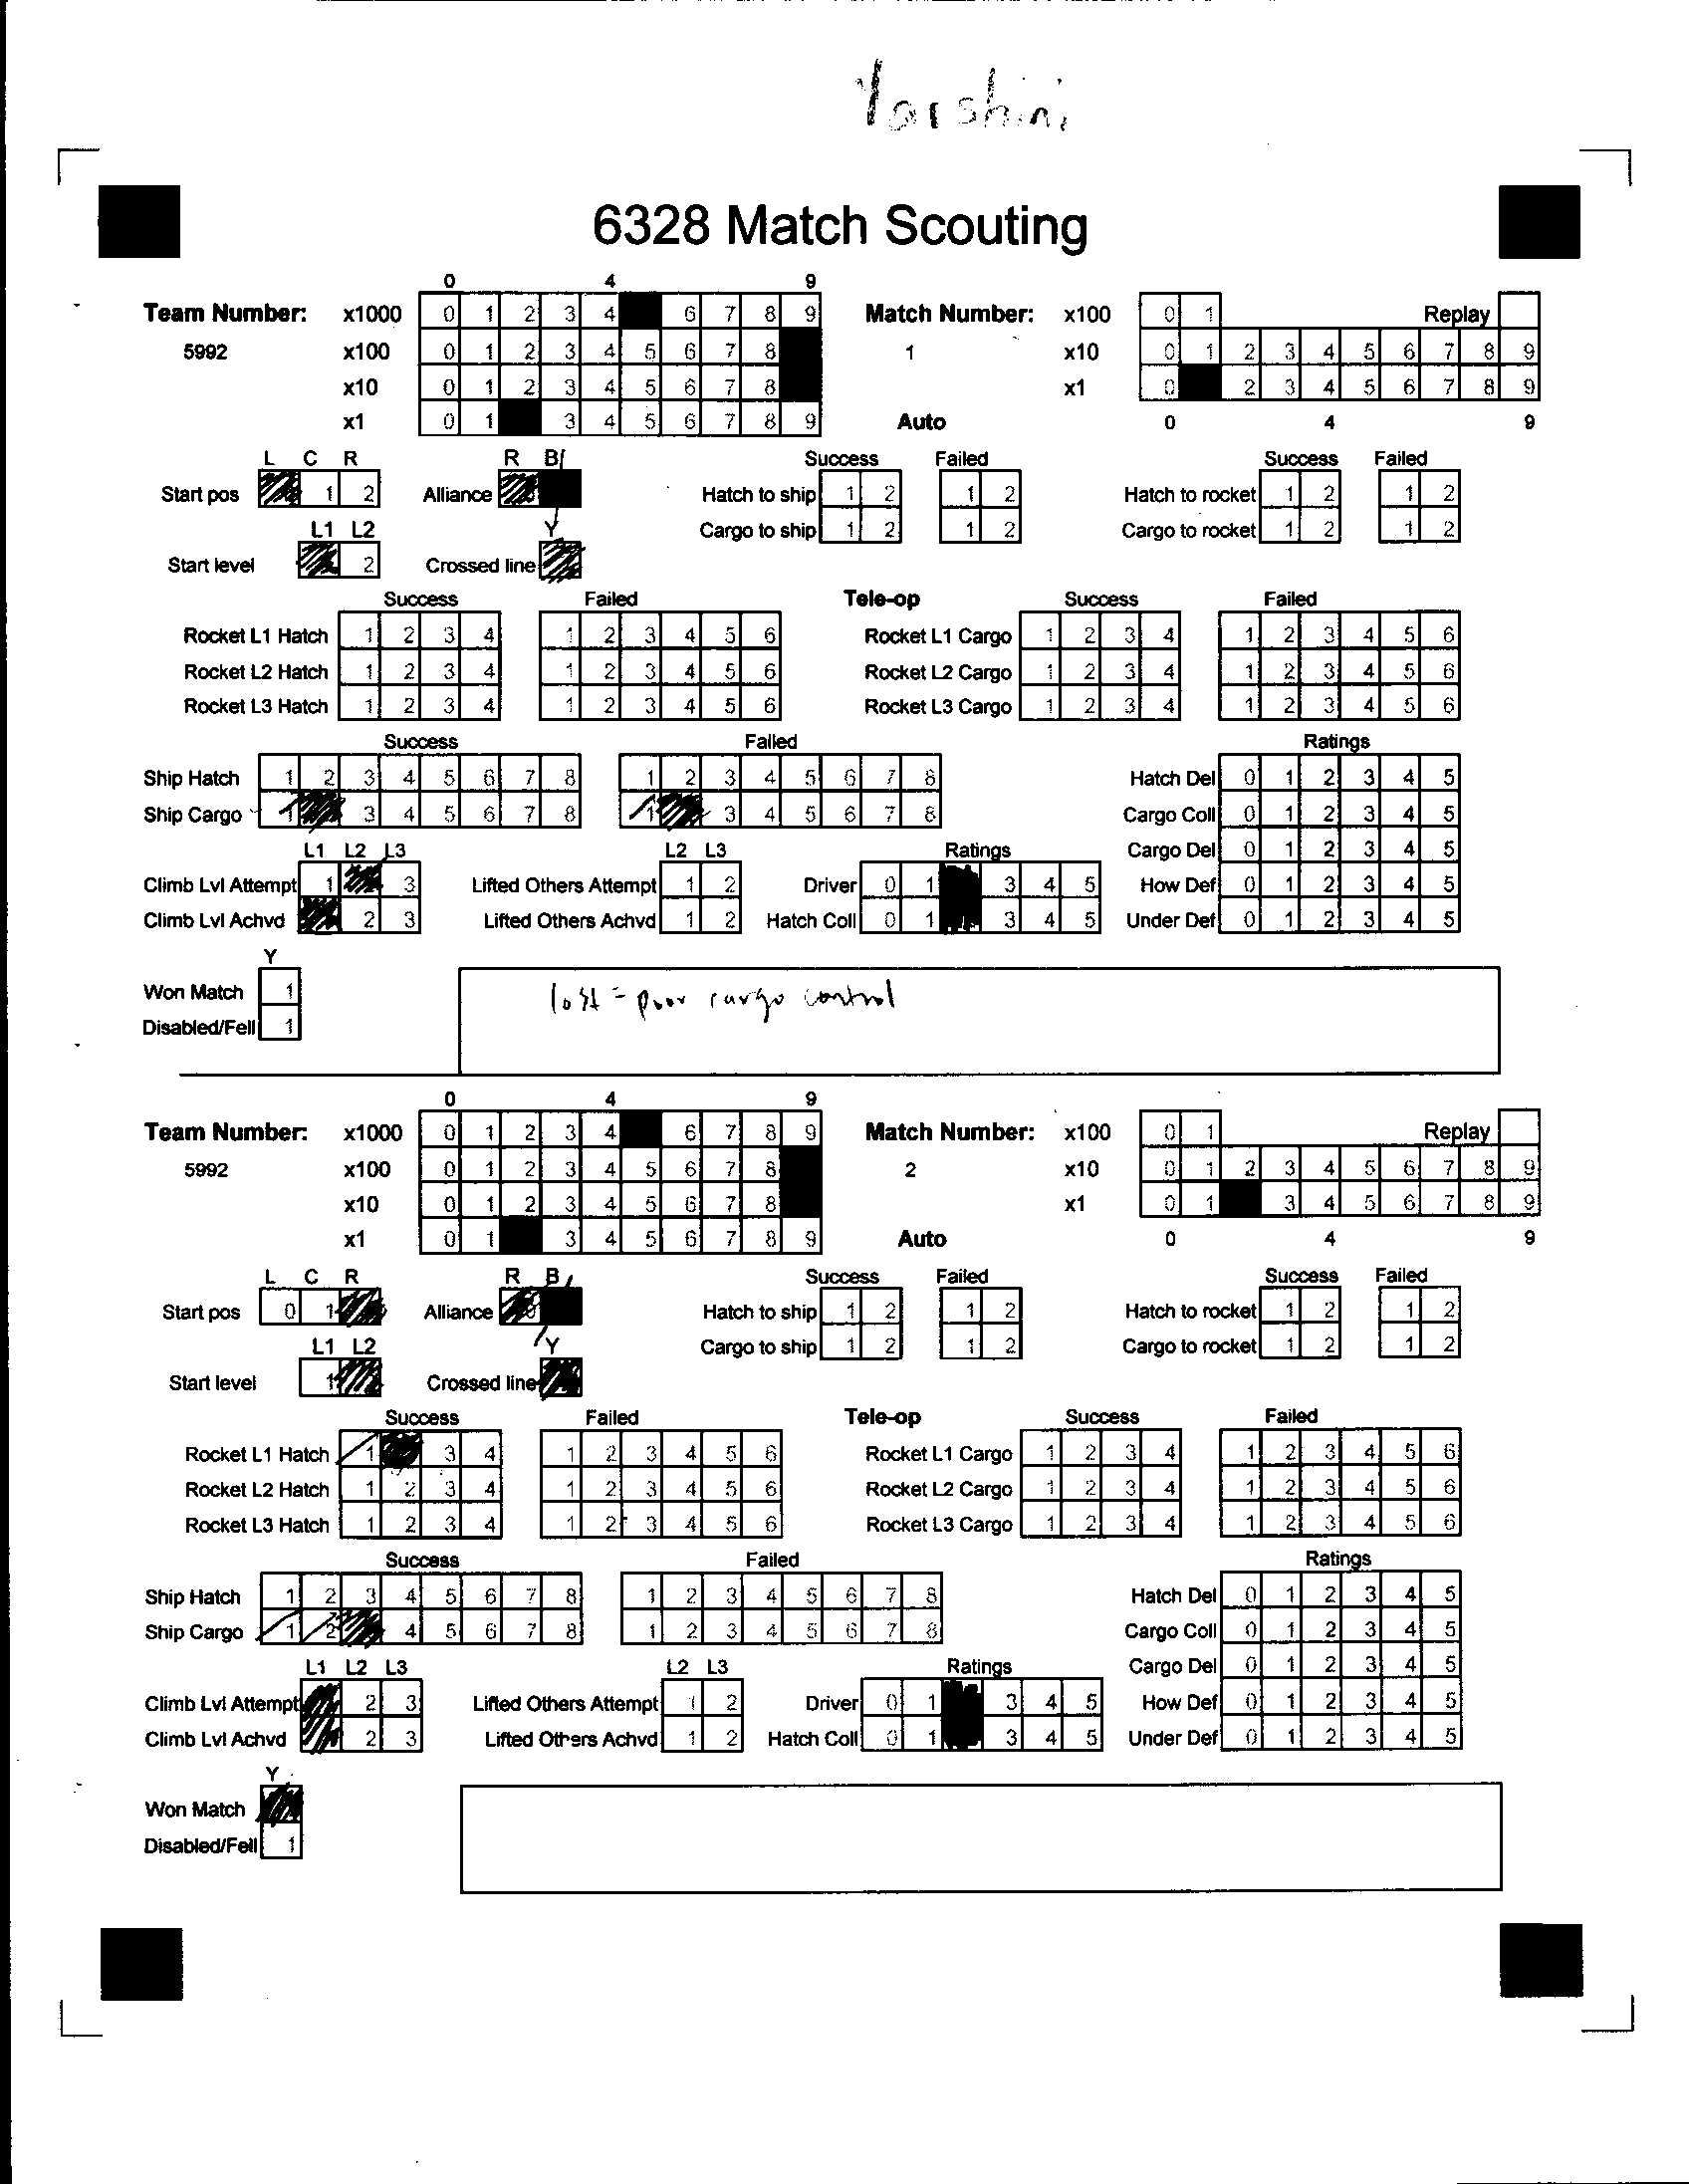 Varshini
6328 Match Scouting
0 4 9
Team Number: x1000 0 1 2 3 4 6 7 8 9 Match Number: x100 0 1 Replay
5992 x100 0 1 2 3 4 5 6 7 8 1 x10 0 1 2 3 4 5 6 7 8 9
x10 0 1 2 3 4 5 6 7 8 x1 0 2 3 4 5 6 7 8 9
x1 0 1 3 4 5 6 7 8 9 Auto 0 4 9
L C R R B Success Failed Success Failed
Start pos 1 2 Alliance Hatch to ship 1 2 1 2 Hatch to rocket 1 2 1 2
L1 L2 Y Cargo to ship 1 2 1 2 Cargo to rocket 1 2 1 2
Start level 2 Crossed line
Success Failed Tele-op Success Failed
Rocket L1 Hatch 1 2 3 4 1 2 3 4 5 6 Rocket L1 Cargo 1 2 3 4 1 2 3 4 5 6
Rocket L2 Hatch 1 2 3 4 1 2 3 4 5 6 Rocket L2 Cargo 1 2 3 4 1 2 3 4 5 6
Rocket L3 Hatch 1 2 3 4 1 2 3 4 5 6 Rocket L3 Cargo 1 2 3 4 1 2 3 4 5 6
Success Failed Ratings
Ship Hatch 1 2 3 4 5 6 7 8 1 2 3 4 5 6 7 8 Hatch Del 0 1 2 3 4 5
Ship Cargo 1 3 4 5 6 7 8 1 3 4 5 6 7 8 Cargo Coll 0 1 2 3 4 5
L1 L2 L3 L2 L3 Ratings Cargo Del 0 1 2 3 4 5
Climb Lvl Attempt 1 3 Lifted Others Attempt 1 2 Driver 0 1 3 4 5 How Def 0 1 2 3 4 5
Climb Lvl Achvd 2 3 Lifted Others Achvd 1 2 Hatch Coll 0 1 3 4 5 Under Def 0 1 2 3 4 5
Y
Won Match 1 lost = poor cargo control
Disabled/Fell 1
0 4 9
Team Number: x1000 0 1 2 3 4 6 7 8 9 Match Number: x100 0 1 Replay
5992 x100 0 1 2 3 4 5 6 7 8 2 x10 0 1 2 3 4 5 6 7 8 9
x10 0 1 2 3 4 5 6 7 8 x1 0 1 3 4 5 6 7 8 9
x1 0 1 3 4 5 6 7 8 9 Auto 0 4 9
L C R R B Success Failed Success Failed
Start pos 0 1 Alliance 0 Hatch to ship 1 2 1 2 Hatch to rocket 1 2 1 2
L1 L2 Y Cargo to ship 1 2 1 2 Cargo to rocket 1 2 1 2
Start level 1 Crossed line
Success Failed Tele-op Success Failed
Rocket L1 Hatch 1 3 4 1 2 3 4 5 6 Rocket L1 Cargo 1 2 3 4 1 2 3 4 5 6
Rocket L2 Hatch 1 2 3 4 1 2 3 4 5 6 Rocket L2 Cargo 1 2 3 4 1 2 3 4 5 6
Rocket L3 Hatch 1 2 3 4 1 2 3 4 5 6 Rocket L3 Cargo 1 2 3 4 1 2 3 4 5 6
Success Failed Ratings
Ship Hatch 1 2 3 4 5 6 7 8 1 2 3 4 5 6 7 8 Hatch Del 0 1 2 3 4 5
Ship Cargo 1 2 4 5 6 7 8 1 2 3 4 5 6 7 8 Cargo Coll 0 1 2 3 4 5
L1 L2 L3 L2 L3 Ratings Cargo Del 0 1 2 3 4 5
Climb Lvl Attempt 2 3 Lifted Others Attempt 1 2 Driver 0 1 3 4 5 How Def 0 1 2 3 4 5
Climb Lvl Achvd 2 3 Lifted Others Achvd 1 2 Hatch Coll 0 1 3 4 5 Under Def 0 1 2 3 4 5
Y
Won Match
Disabled/Fell 1